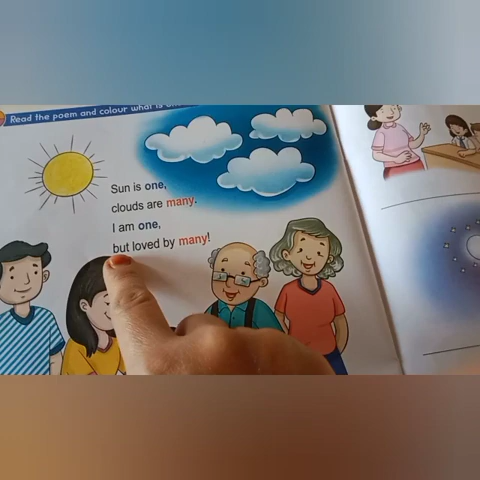 Read the poem and colour what is
Sun is one,
clouds are many.
I am one,
but loved by many!